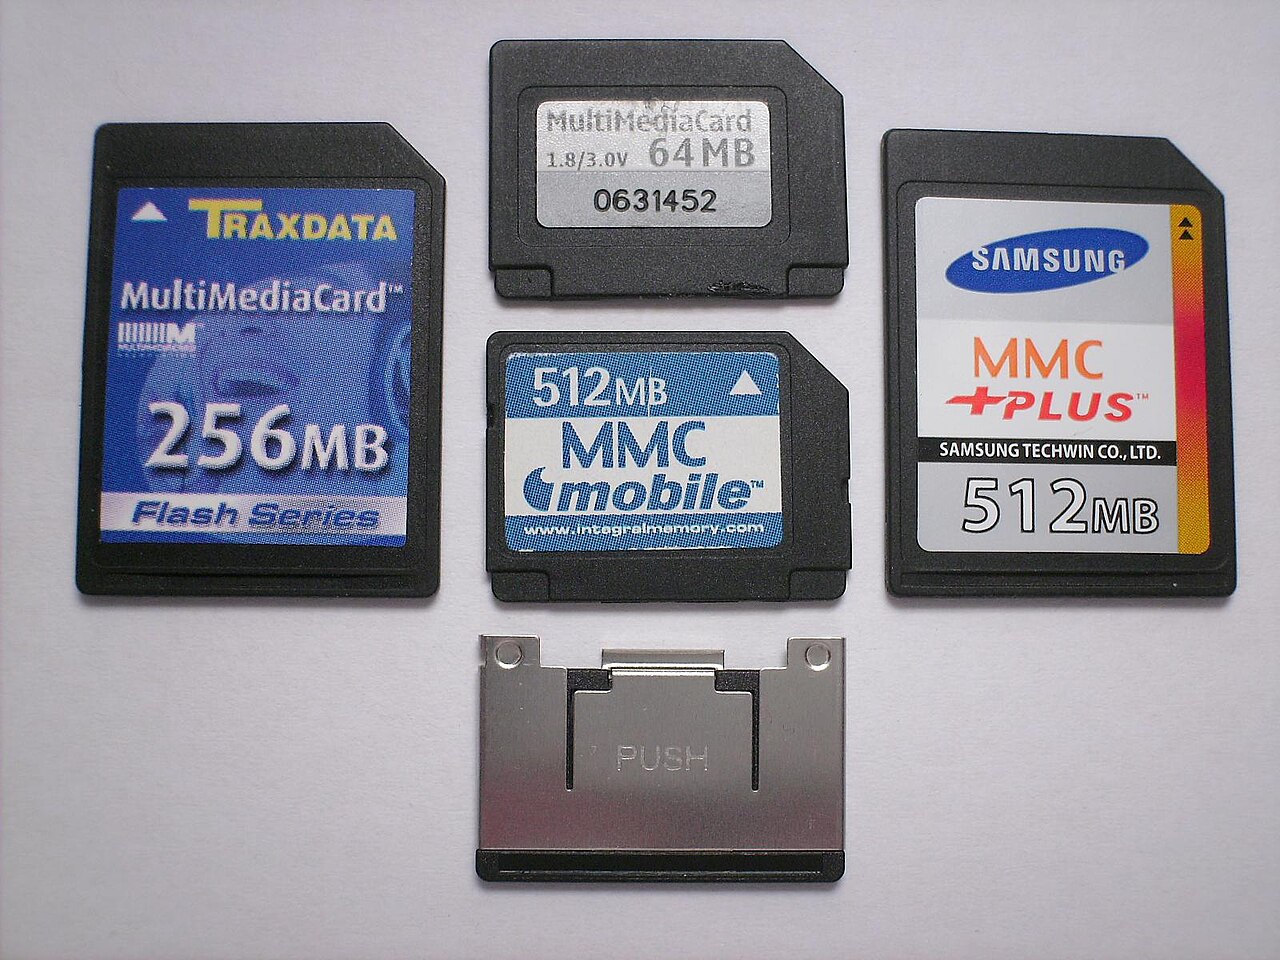 TRAXDATA
MultiMediaCard™
256MB
Flash Series
MultiMediaCard
1.8/3.0V 64MB
0631452
512MB
MMC
mobile™
www.integralmemory.com
PUSH
SAMSUNG
MMC
+PLUS™
SAMSUNG TECHWIN CO., LTD.
512MB